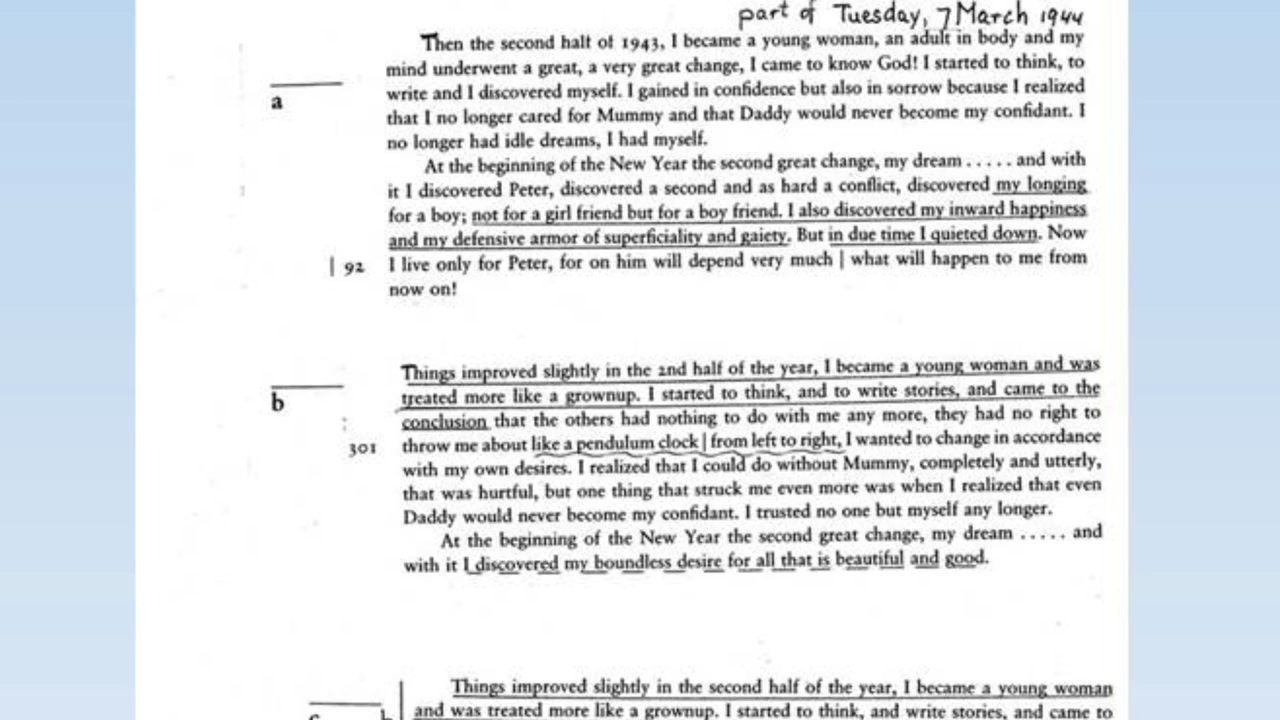 part of Tuesday, 7 March 1944
Then the second half of 1943, I became a young woman, an adult in body and my
mind underwent a great, a very great change, I came to know God! I started to think, to
a
write and I discovered myself. I gained in confidence but also in sorrow because I realized
that I no longer cared for Mummy and that Daddy would never become my confidant. I
no longer had idle dreams, I had myself.
At the beginning of the New Year the second great change, my dream ..... and with
it I discovered Peter, discovered a second and as hard a conflict, discovered my longing
for a boy; not for a girl friend but for a boy friend. I also discovered my inward happiness
and my defensive armor of superficiality and gaiety. But in due time I quieted down. Now
| 92 I live only for Peter, for on him will depend very much | what will happen to me from
now on!
Things improved slightly in the 2nd half of the year, I became a young woman and was
b
treated more like a grownup. I started to think, and to write stories, and came to the
conclusion that the others had nothing to do with me any more, they had no right to
301 throw me about like a pendulum clock | from left to right, I wanted to change in accordance
with my own desires. I realized that I could do without Mummy, completely and utterly,
that was hurtful, but one thing that struck me even more was when I realized that even
Daddy would never become my confidant. I trusted no one but myself any longer.
At the beginning of the New Year the second great change, my dream ..... and
with it I discovered my boundless desire for all that is beautiful and good.
Things improved slightly in the second half of the year, I became a young woman
and was treated more like a grownup. I started to think, and write stories, and came to